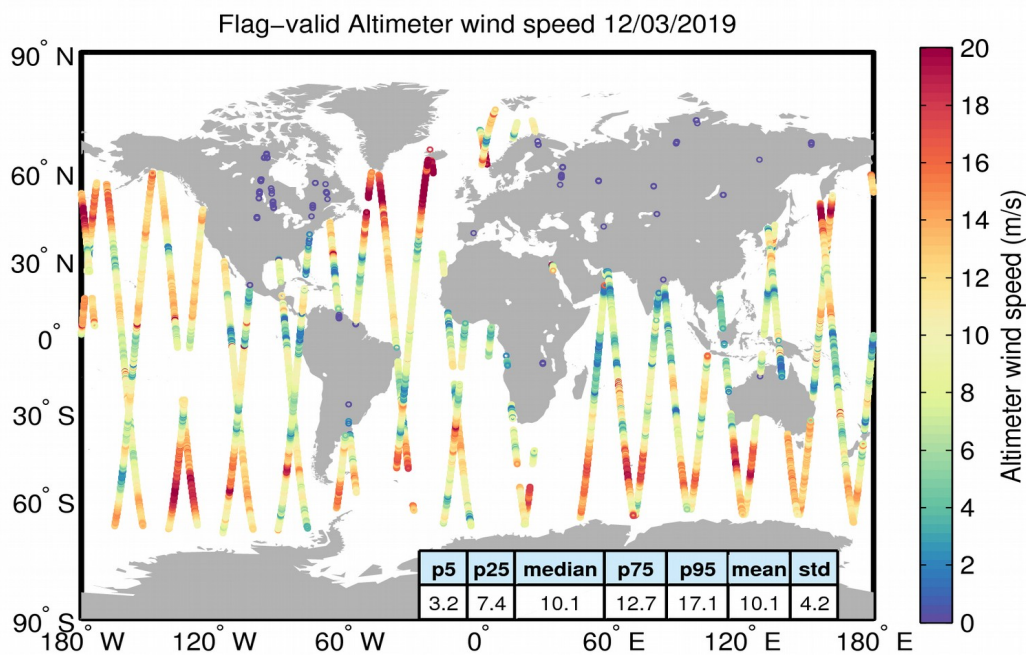 Flag-valid Altimeter wind speed 12/03/2019
90° N
60° N
30° N
0°
30° S
60° S
90° S
180° W
120° W
60° W
0°
60° E
120° E
180° E
p5 p25 median p75 p95 mean std
3.2 7.4 10.1 12.7 17.1 10.1 4.2
20
18
16
14
12
10
8
6
4
2
0
Altimeter wind speed (m/s)